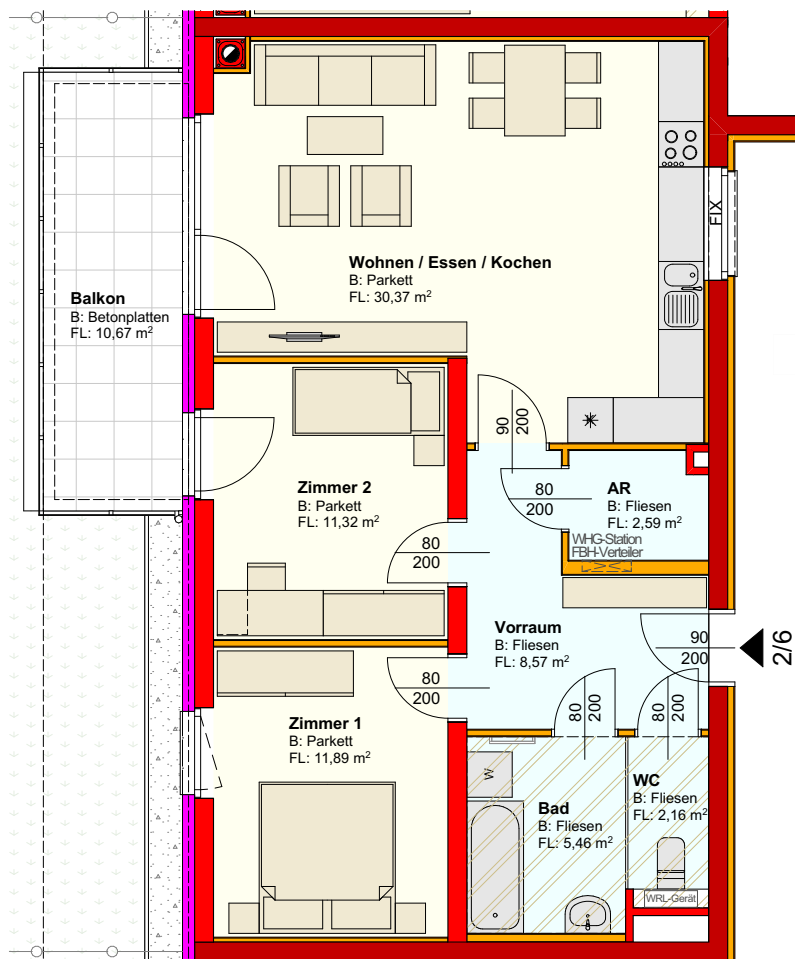 FIX
Wohnen / Essen / Kochen
B: Parkett
FL: 30,37 m²
Balkon
B: Betonplatten
FL: 10,67 m²
90
200
Zimmer 2
B: Parkett
FL: 11,32 m²
80
200
AR
B: Fliesen
FL: 2,59 m²
WHG-Station
FBH-Verteiler
80
200
Vorraum
B: Fliesen
FL: 8,57 m²
90
200
2/6
80
200
Zimmer 1
B: Parkett
FL: 11,89 m²
80
200
80
200
W
Bad
B: Fliesen
FL: 5,46 m²
WC
B: Fliesen
FL: 2,16 m²
WRL-Gerät